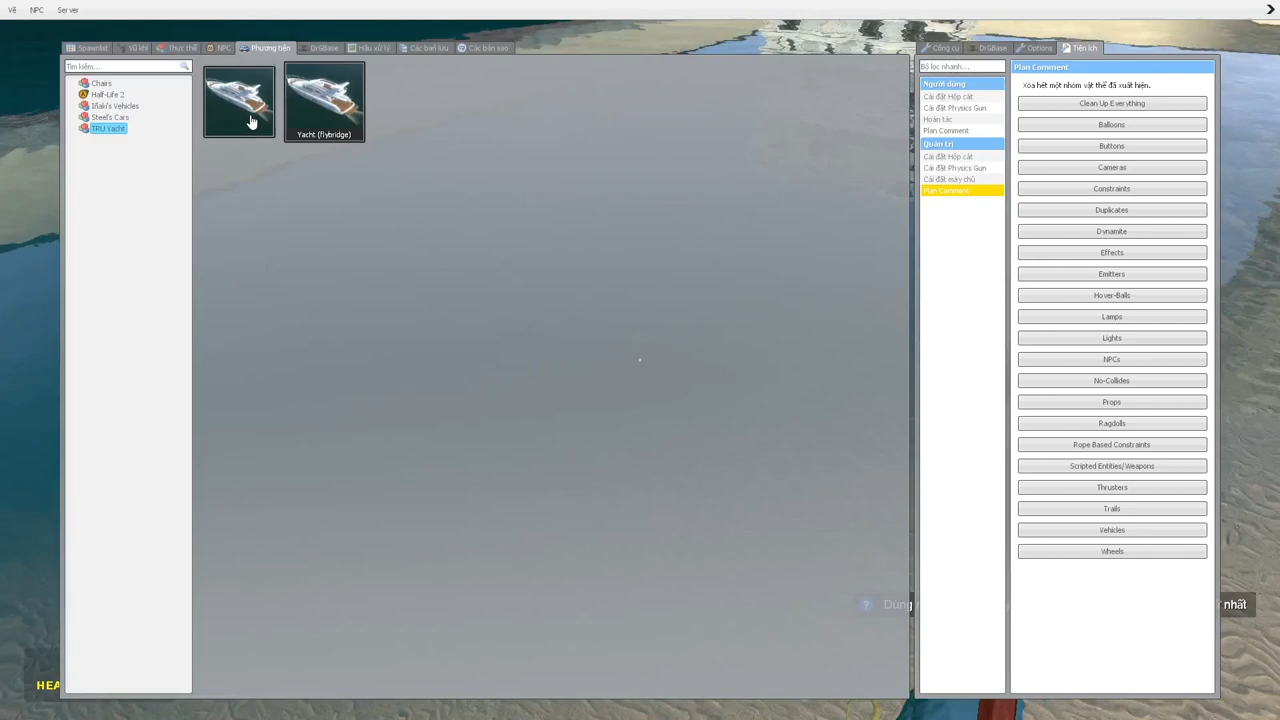 Vẽ NPC Server
Spawnlist Vũ khí Thực thể NPC Phương tiện DrGBase Hậu xử lý Các bản lưu Các bản sao
Công cụ DrGBase Options Tiện ích
Tìm kiếm...
Chairs
Half-Life 2
Iñaki's Vehicles
Steel's Cars
TRU Yacht
Yacht (flybridge)
Bộ lọc nhanh...
Người dùng
Cài đặt Hộp cát
Cài đặt Physics Gun
Hoàn tác
Plan Comment
Quản trị
Cài đặt Hộp cát
Cài đặt Physics Gun
Cài đặt máy chủ
Plan Comment
Plan Comment
Xóa hết một nhóm vật thể đã xuất hiện.
Clean Up Everything
Balloons
Buttons
Cameras
Constraints
Duplicates
Dynamite
Effects
Emitters
Hover-Balls
Lamps
Lights
NPCs
No-Collides
Props
Ragdolls
Rope Based Constraints
Scripted Entities/Weapons
Thrusters
Trails
Vehicles
Wheels
? Dùng
nhất
HEA